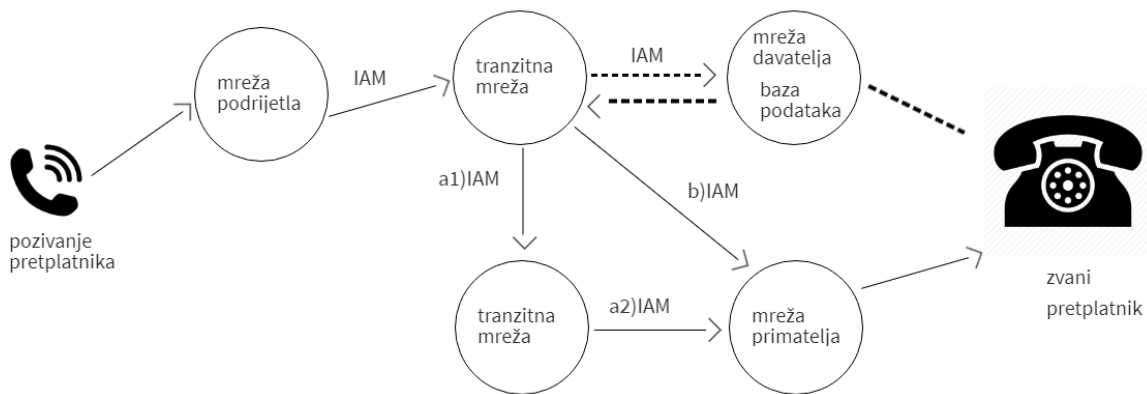 pozivanje
pretplatnika
mreža
podrijetla
IAM
tranzitna
mreža
IAM
mreža
davatelja
baza
podataka
a1)IAM
b)IAM
tranzitna
mreža
a2)IAM
mreža
primatelja
zvani
pretplatnik